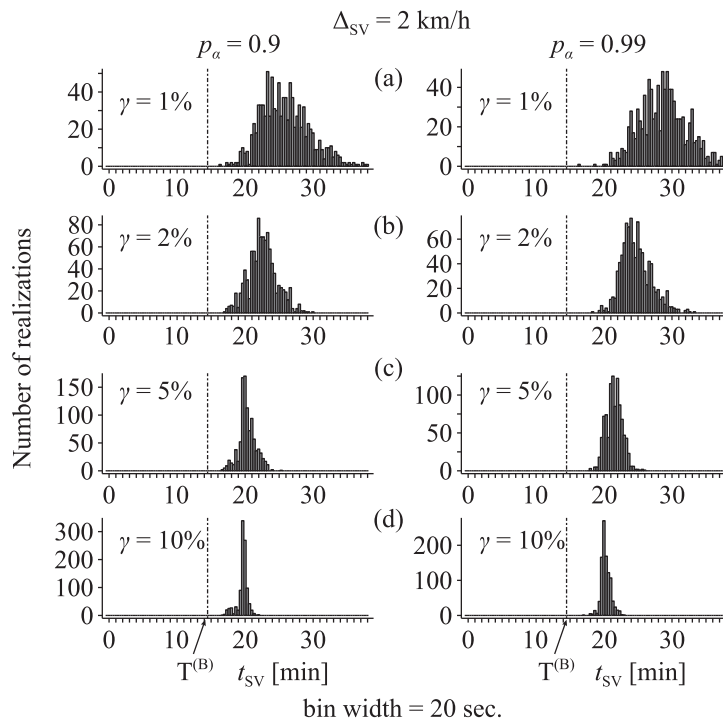 Δ_SV = 2 km/h
p_α = 0.9 p_α = 0.99
(a)
γ = 1% γ = 1%
40
20
0
40
20
0
0 10 20 30 0 10 20 30
(b)
γ = 2% γ = 2%
80
60
40
20
0
60
40
20
0
0 10 20 30 0 10 20 30
Number of realizations
(c)
γ = 5% γ = 5%
150
100
50
0
100
50
0
0 10 20 30 0 10 20 30
(d)
γ = 10% γ = 10%
300
200
100
0
200
100
0
0 10 20 30 0 10 20 30
T^(B) t_SV [min] T^(B) t_SV [min]
bin width = 20 sec.